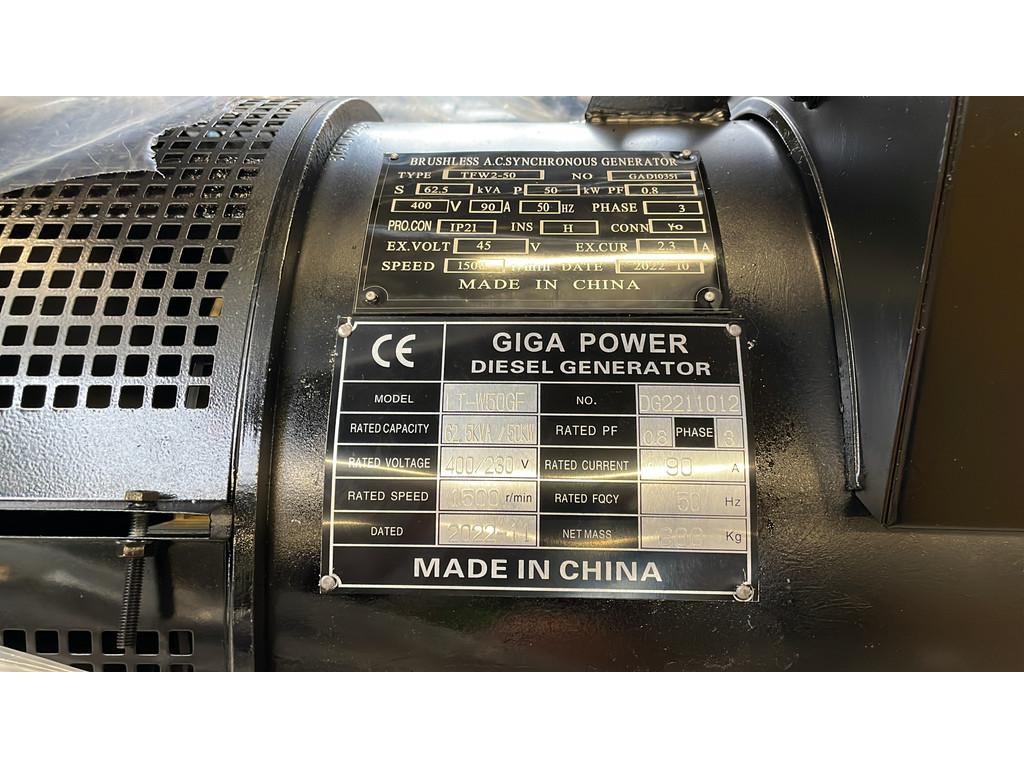 BRUSHLESS A.C.SYNCHRONOUS GENERATOR
TYPE TFW2-50 NO GAD10351
S 62.5 kVA P 50 kW PF 0.8
400 V 90 A 50 HZ PHASE 3
PRO.CON IP21 INS H CONN Yo
EX.VOLT 45 V EX.CUR 2.3 A
SPEED 1500 r/min DATE 2022 10
MADE IN CHINA
CE GIGA POWER
DIESEL GENERATOR
MODEL LT-W50GF NO. DG2211012
RATED CAPACITY 62.5KVA/50KW RATED PF 0.8 PHASE 3
RATED VOLTAGE 400/230 V RATED CURRENT 90 A
RATED SPEED 1500 r/min RATED FQCY 50 Hz
DATED 2022-11 NET MASS Kg
MADE IN CHINA